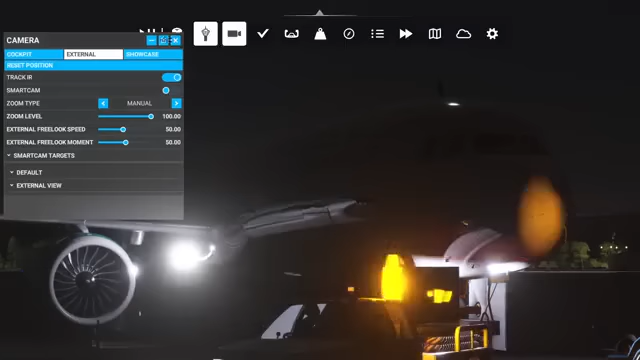 CAMERA
COCKPIT EXTERNAL SHOWCASE
RESET POSITION
TRACK IR
SMARTCAM
ZOOM TYPE MANUAL
ZOOM LEVEL 100.00
EXTERNAL FREELOOK SPEED 50.00
EXTERNAL FREELOOK MOMENT 50.00
SMARTCAM TARGETS
DEFAULT
EXTERNAL VIEW